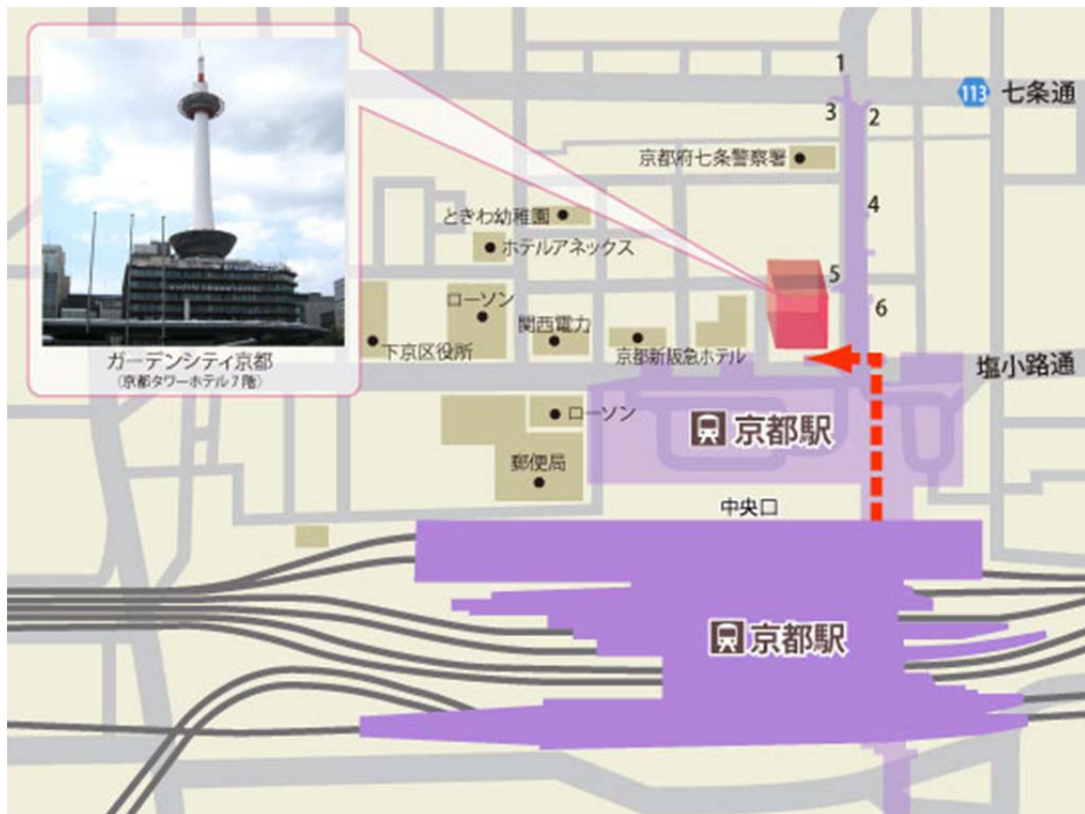 1
113 七条通
3
2
京都府七条警察署
4
ときわ幼稚園
ホテルアネックス
5
ローソン
6
関西電力
下京区役所
京都新阪急ホテル
ガーデンシティ京都
（京都タワーホテル7階）
塩小路通
ローソン
京都駅
郵便局
中央口
京都駅